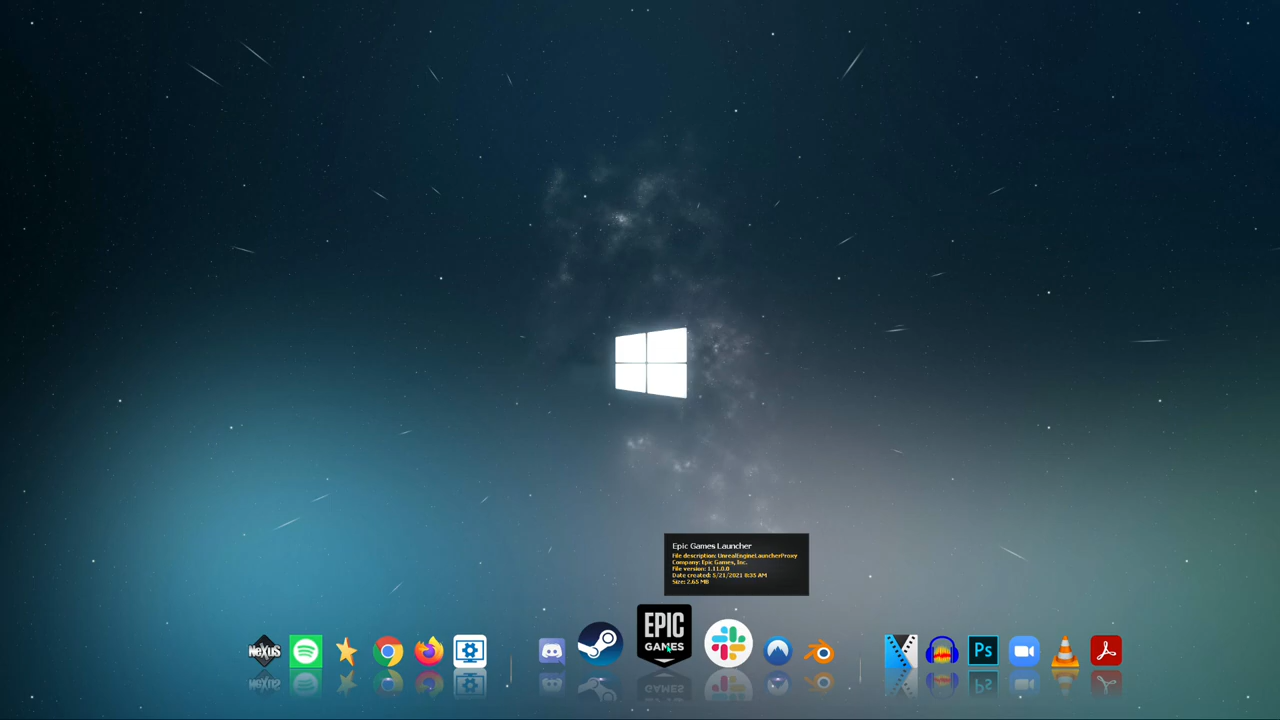 Epic Games Launcher
File description: UnrealEngineLauncherProxy
Company: Epic Games, Inc.
File version: 1.11.0.0
Date created: 5/21/2021 8:35 AM
Size: 2.65 MB
EPIC
GAMES
NeXuS
Ps